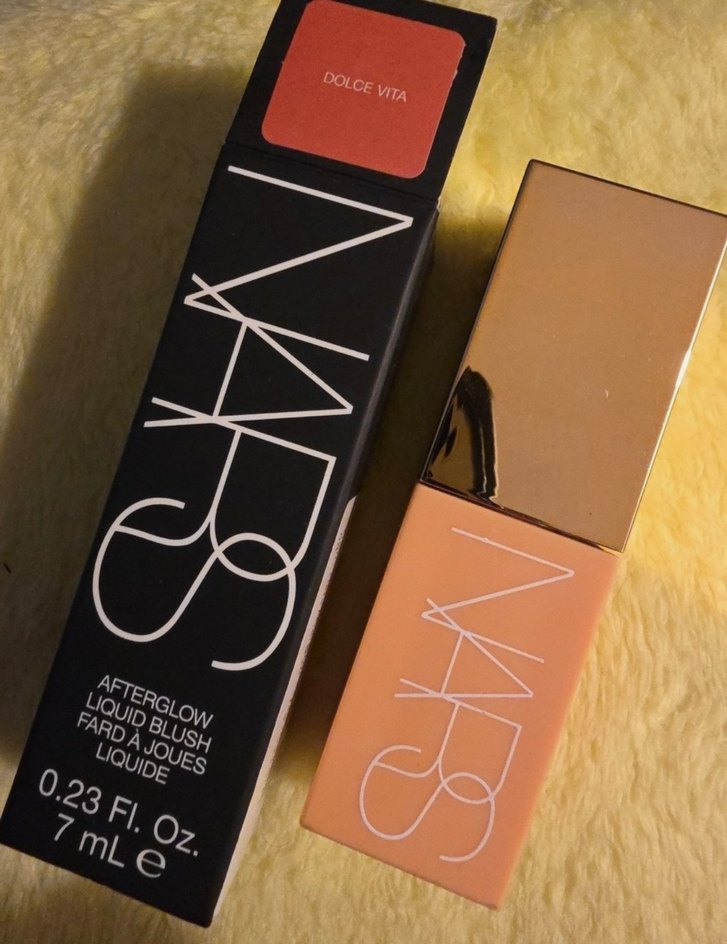 DOLCE VITA
NARS
AFTERGLOW
LIQUID BLUSH
FARD À JOUES
LIQUIDE
0.23 Fl. Oz.
7 mL ℮
NARS